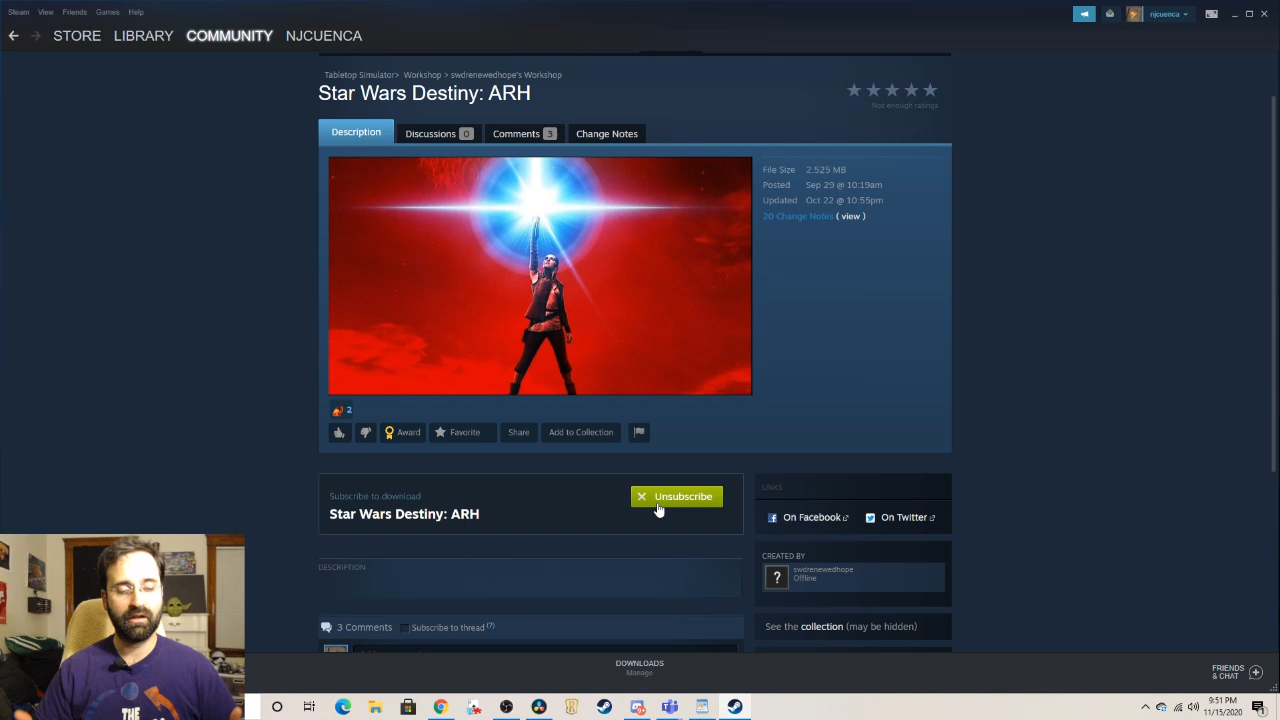 Steam View Friends Games Help
njcuenca
STORE LIBRARY COMMUNITY NJCUENCA
Tabletop Simulator> Workshop > swdrenewedhope's Workshop
Star Wars Destiny: ARH
Not enough ratings
Description Discussions 0 Comments 3 Change Notes
File Size 2.525 MB
Posted Sep 29 @ 10:19am
Updated Oct 22 @ 10:55pm
20 Change Notes ( view )
2
Award Favorite Share Add to Collection
Subscribe to download
Star Wars Destiny: ARH
Unsubscribe
LINKS
On Facebook On Twitter
CREATED BY
?
swdrenewedhope
Offline
DESCRIPTION
See the collection (may be hidden)
3 Comments Subscribe to thread (?)
DOWNLOADS
Manage
FRIENDS
& CHAT
THE
9:51 PM
11/15/2020